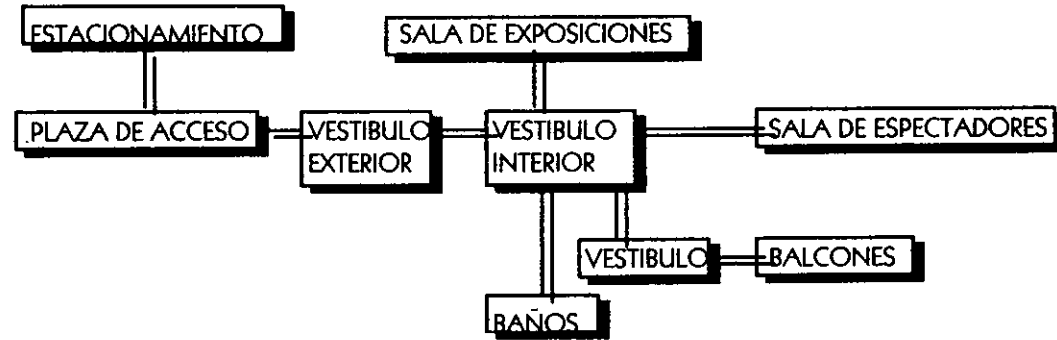 ESTACIONAMIENTO
SALA DE EXPOSICIONES
PLAZA DE ACCESO
VESTIBULO
EXTERIOR
VESTIBULO
INTERIOR
SALA DE ESPECTADORES
VESTIBULO
BALCONES
BAÑOS